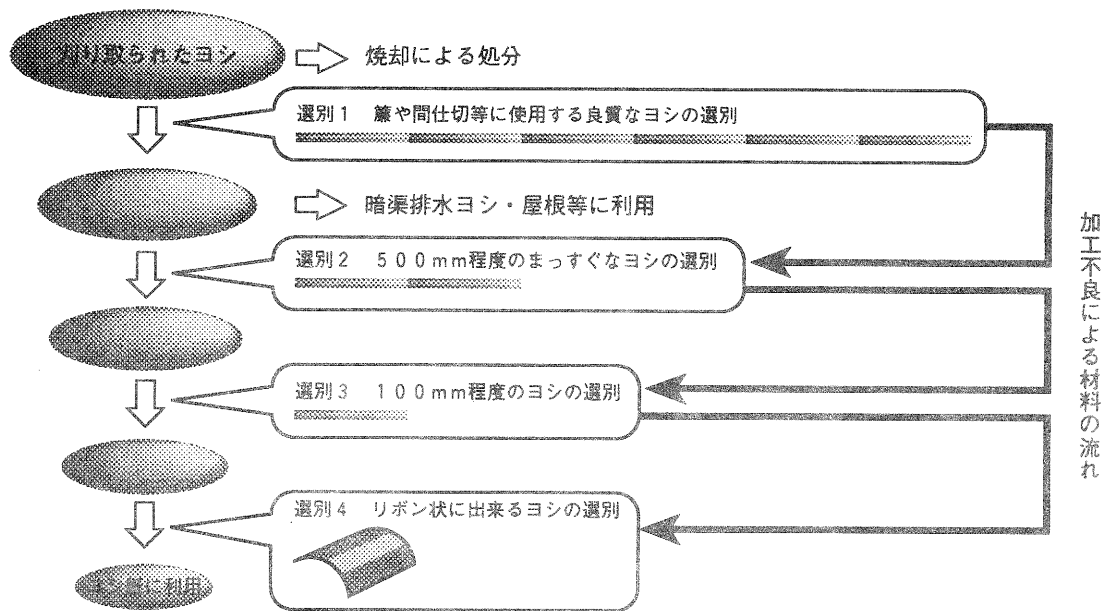 刈り取られたヨシ
焼却による処分
選別1 簾や間仕切等に使用する良質なヨシの選別
暗渠排水ヨシ・屋根等に利用
選別2 500mm程度のまっすぐなヨシの選別
選別3 100mm程度のヨシの選別
選別4 リボン状に出来るヨシの選別
ヨシ紙に利用
加工不良による材料の流れ